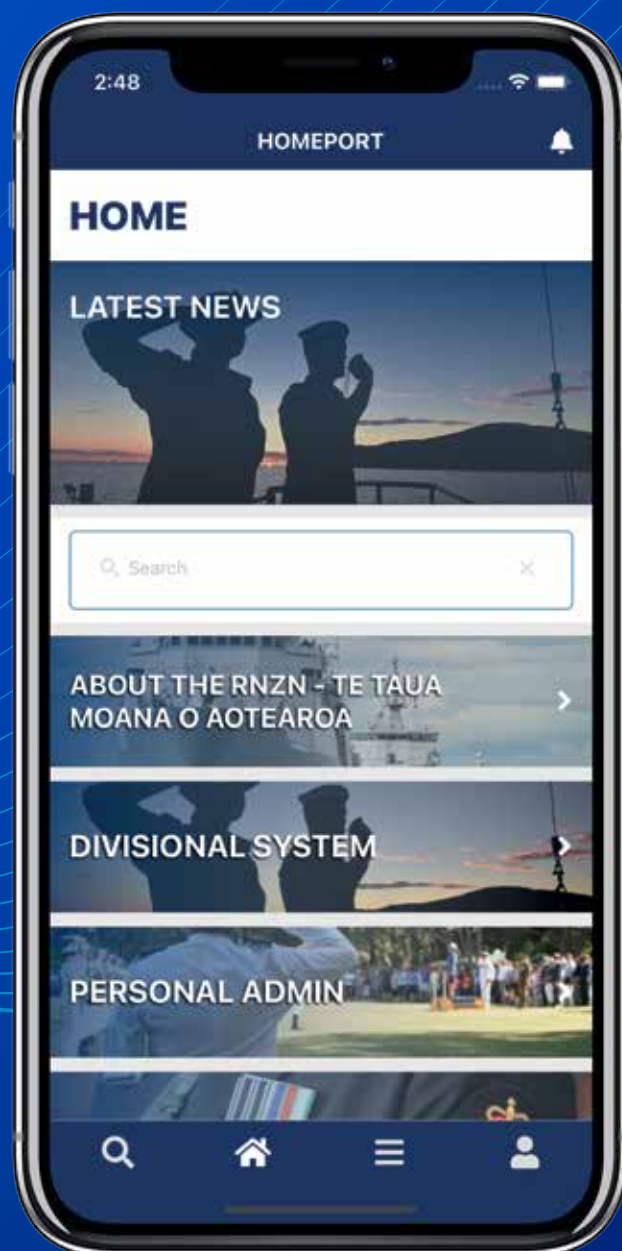 2:48
HOMEPORT
HOME
LATEST NEWS
Search
ABOUT THE RNZN - TE TAUA
MOANA O AOTEAROA
DIVISIONAL SYSTEM
PERSONAL ADMIN